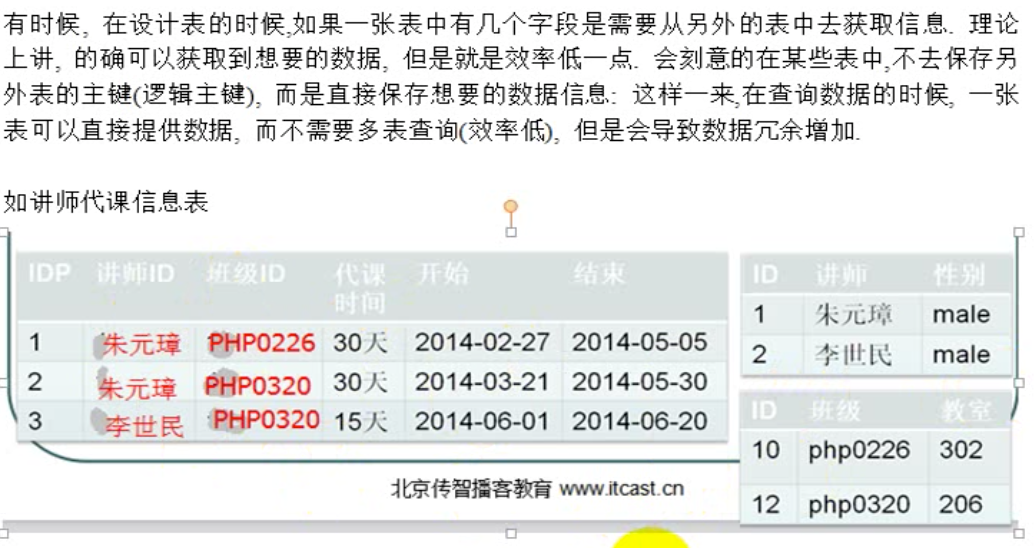 有时候, 在设计表的时候,如果一张表中有几个字段是需要从另外的表中去获取信息. 理论
上讲, 的确可以获取到想要的数据, 但是就是效率低一点. 会刻意的在某些表中,不去保存另
外表的主键(逻辑主键), 而是直接保存想要的数据信息: 这样一来,在查询数据的时候, 一张
表可以直接提供数据, 而不需要多表查询(效率低), 但是会导致数据冗余增加.
如讲师代课信息表
IDP 讲师ID 班级ID 代课时间 开始 结束
1 朱元璋 PHP0226 30天 2014-02-27 2014-05-05
2 朱元璋 PHP0320 30天 2014-03-21 2014-05-30
3 李世民 PHP0320 15天 2014-06-01 2014-06-20
ID 讲师 性别
1 朱元璋 male
2 李世民 male
ID 班级 教室
10 php0226 302
12 php0320 206
北京传智播客教育 www.itcast.cn